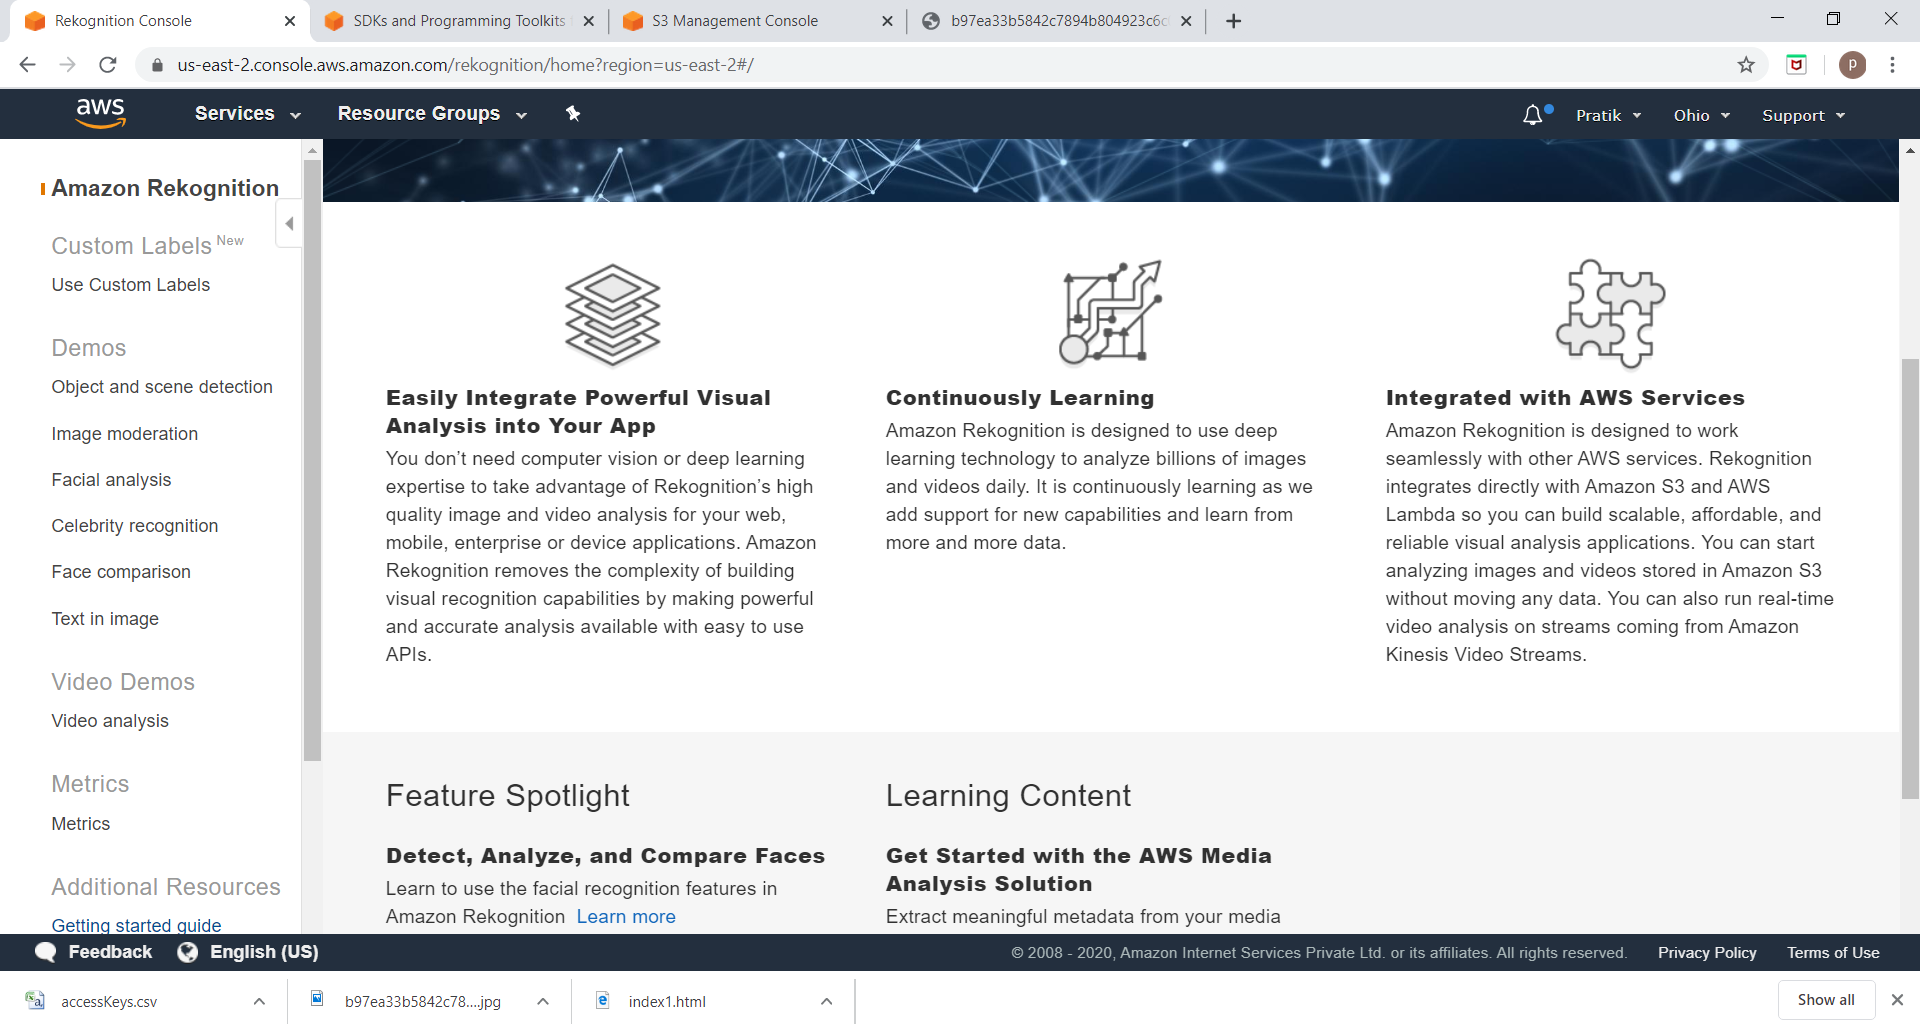 Rekognition Console
SDKs and Programming Toolkits
S3 Management Console
b97ea33b5842c7894b804923c6c
us-east-2.console.aws.amazon.com/rekognition/home?region=us-east-2#/
p
aws
Services
Resource Groups
Pratik
Ohio
Support
Amazon Rekognition
Custom Labels New
Use Custom Labels
Demos
Object and scene detection
Image moderation
Facial analysis
Celebrity recognition
Face comparison
Text in image
Video Demos
Video analysis
Metrics
Metrics
Additional Resources
Getting started guide
Easily Integrate Powerful Visual
Analysis into Your App
You don’t need computer vision or deep learning
expertise to take advantage of Rekognition’s high
quality image and video analysis for your web,
mobile, enterprise or device applications. Amazon
Rekognition removes the complexity of building
visual recognition capabilities by making powerful
and accurate analysis available with easy to use
APIs.
Continuously Learning
Amazon Rekognition is designed to use deep
learning technology to analyze billions of images
and videos daily. It is continuously learning as we
add support for new capabilities and learn from
more and more data.
Integrated with AWS Services
Amazon Rekognition is designed to work
seamlessly with other AWS services. Rekognition
integrates directly with Amazon S3 and AWS
Lambda so you can build scalable, affordable, and
reliable visual analysis applications. You can start
analyzing images and videos stored in Amazon S3
without moving any data. You can also run real-time
video analysis on streams coming from Amazon
Kinesis Video Streams.
Feature Spotlight
Detect, Analyze, and Compare Faces
Learn to use the facial recognition features in
Amazon Rekognition Learn more
Learning Content
Get Started with the AWS Media
Analysis Solution
Extract meaningful metadata from your media
Feedback
English (US)
© 2008 - 2020, Amazon Internet Services Private Ltd. or its affiliates. All rights reserved.
Privacy Policy
Terms of Use
accessKeys.csv
b97ea33b5842c78....jpg
index1.html
Show all